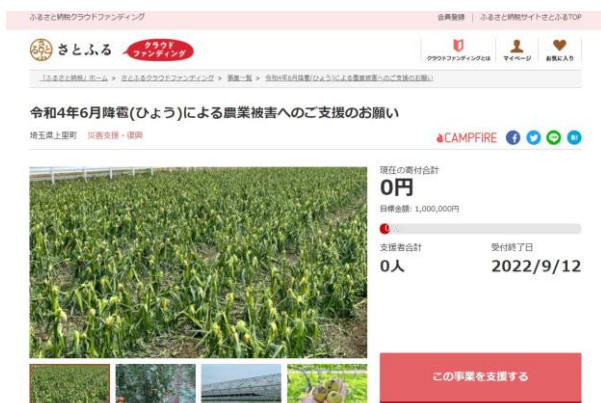 ふるさと納税クラウドファンディング
会員登録 | ふるさと納税サイトさとふるTOP
さとふる クラウドファンディング
クラウドファンディングとは マイページ お気に入り
「ふるさと納税」ホーム > さとふるクラウドファンディング > 事業一覧 > 令和4年6月降雹(ひょう)による農業被害へのご支援のお願い
令和4年6月降雹(ひょう)による農業被害へのご支援のお願い
埼玉県上里町 災害支援・復興
CAMPFIRE
現在の寄付合計
0円
目標金額: 1,000,000円
支援者合計 受付終了日
0人 2022/9/12
この事業を支援する